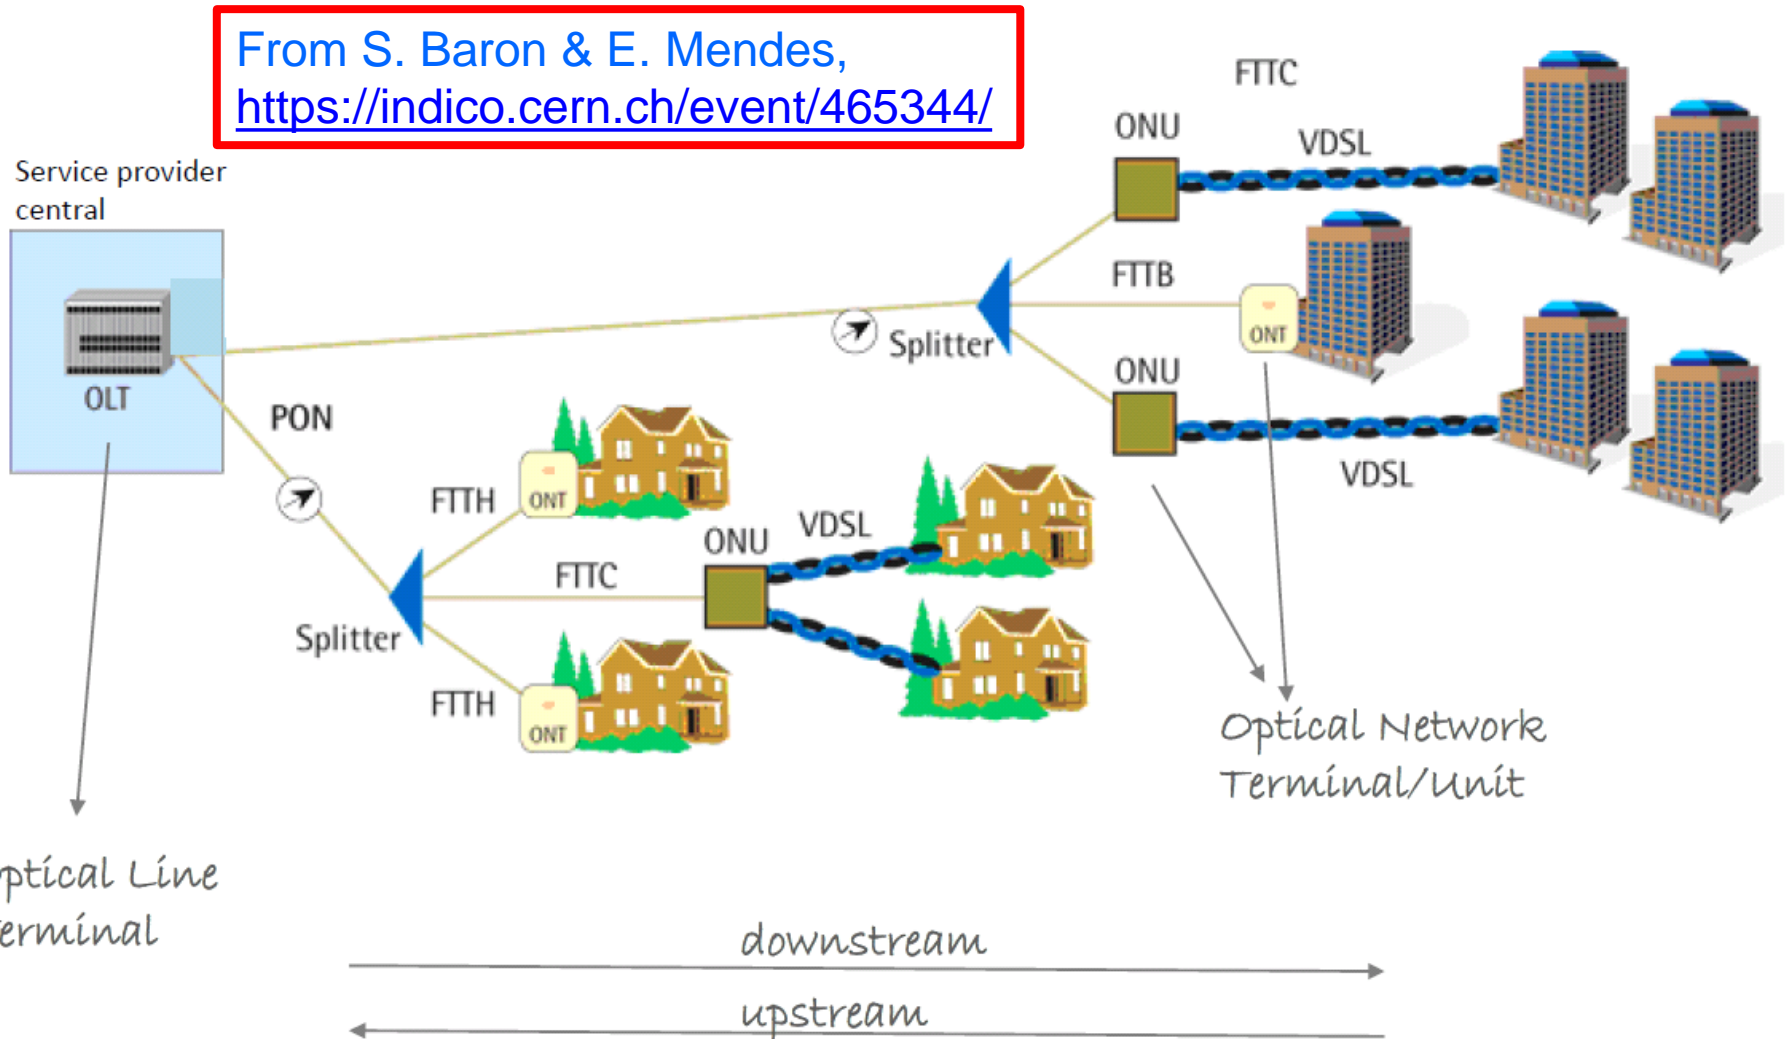 From S. Baron & E. Mendes,
https://indico.cern.ch/event/465344/
Service provider
central
OLT
PON
Splitter
FTTC
ONU
VDSL
FTTB
ONT
ONU
VDSL
FTTH
ONT
FTTC
ONU
VDSL
Splitter
FTTH
ONT
Optical Network
Terminal/Unit
ptical Line
erminal
downstream
upstream